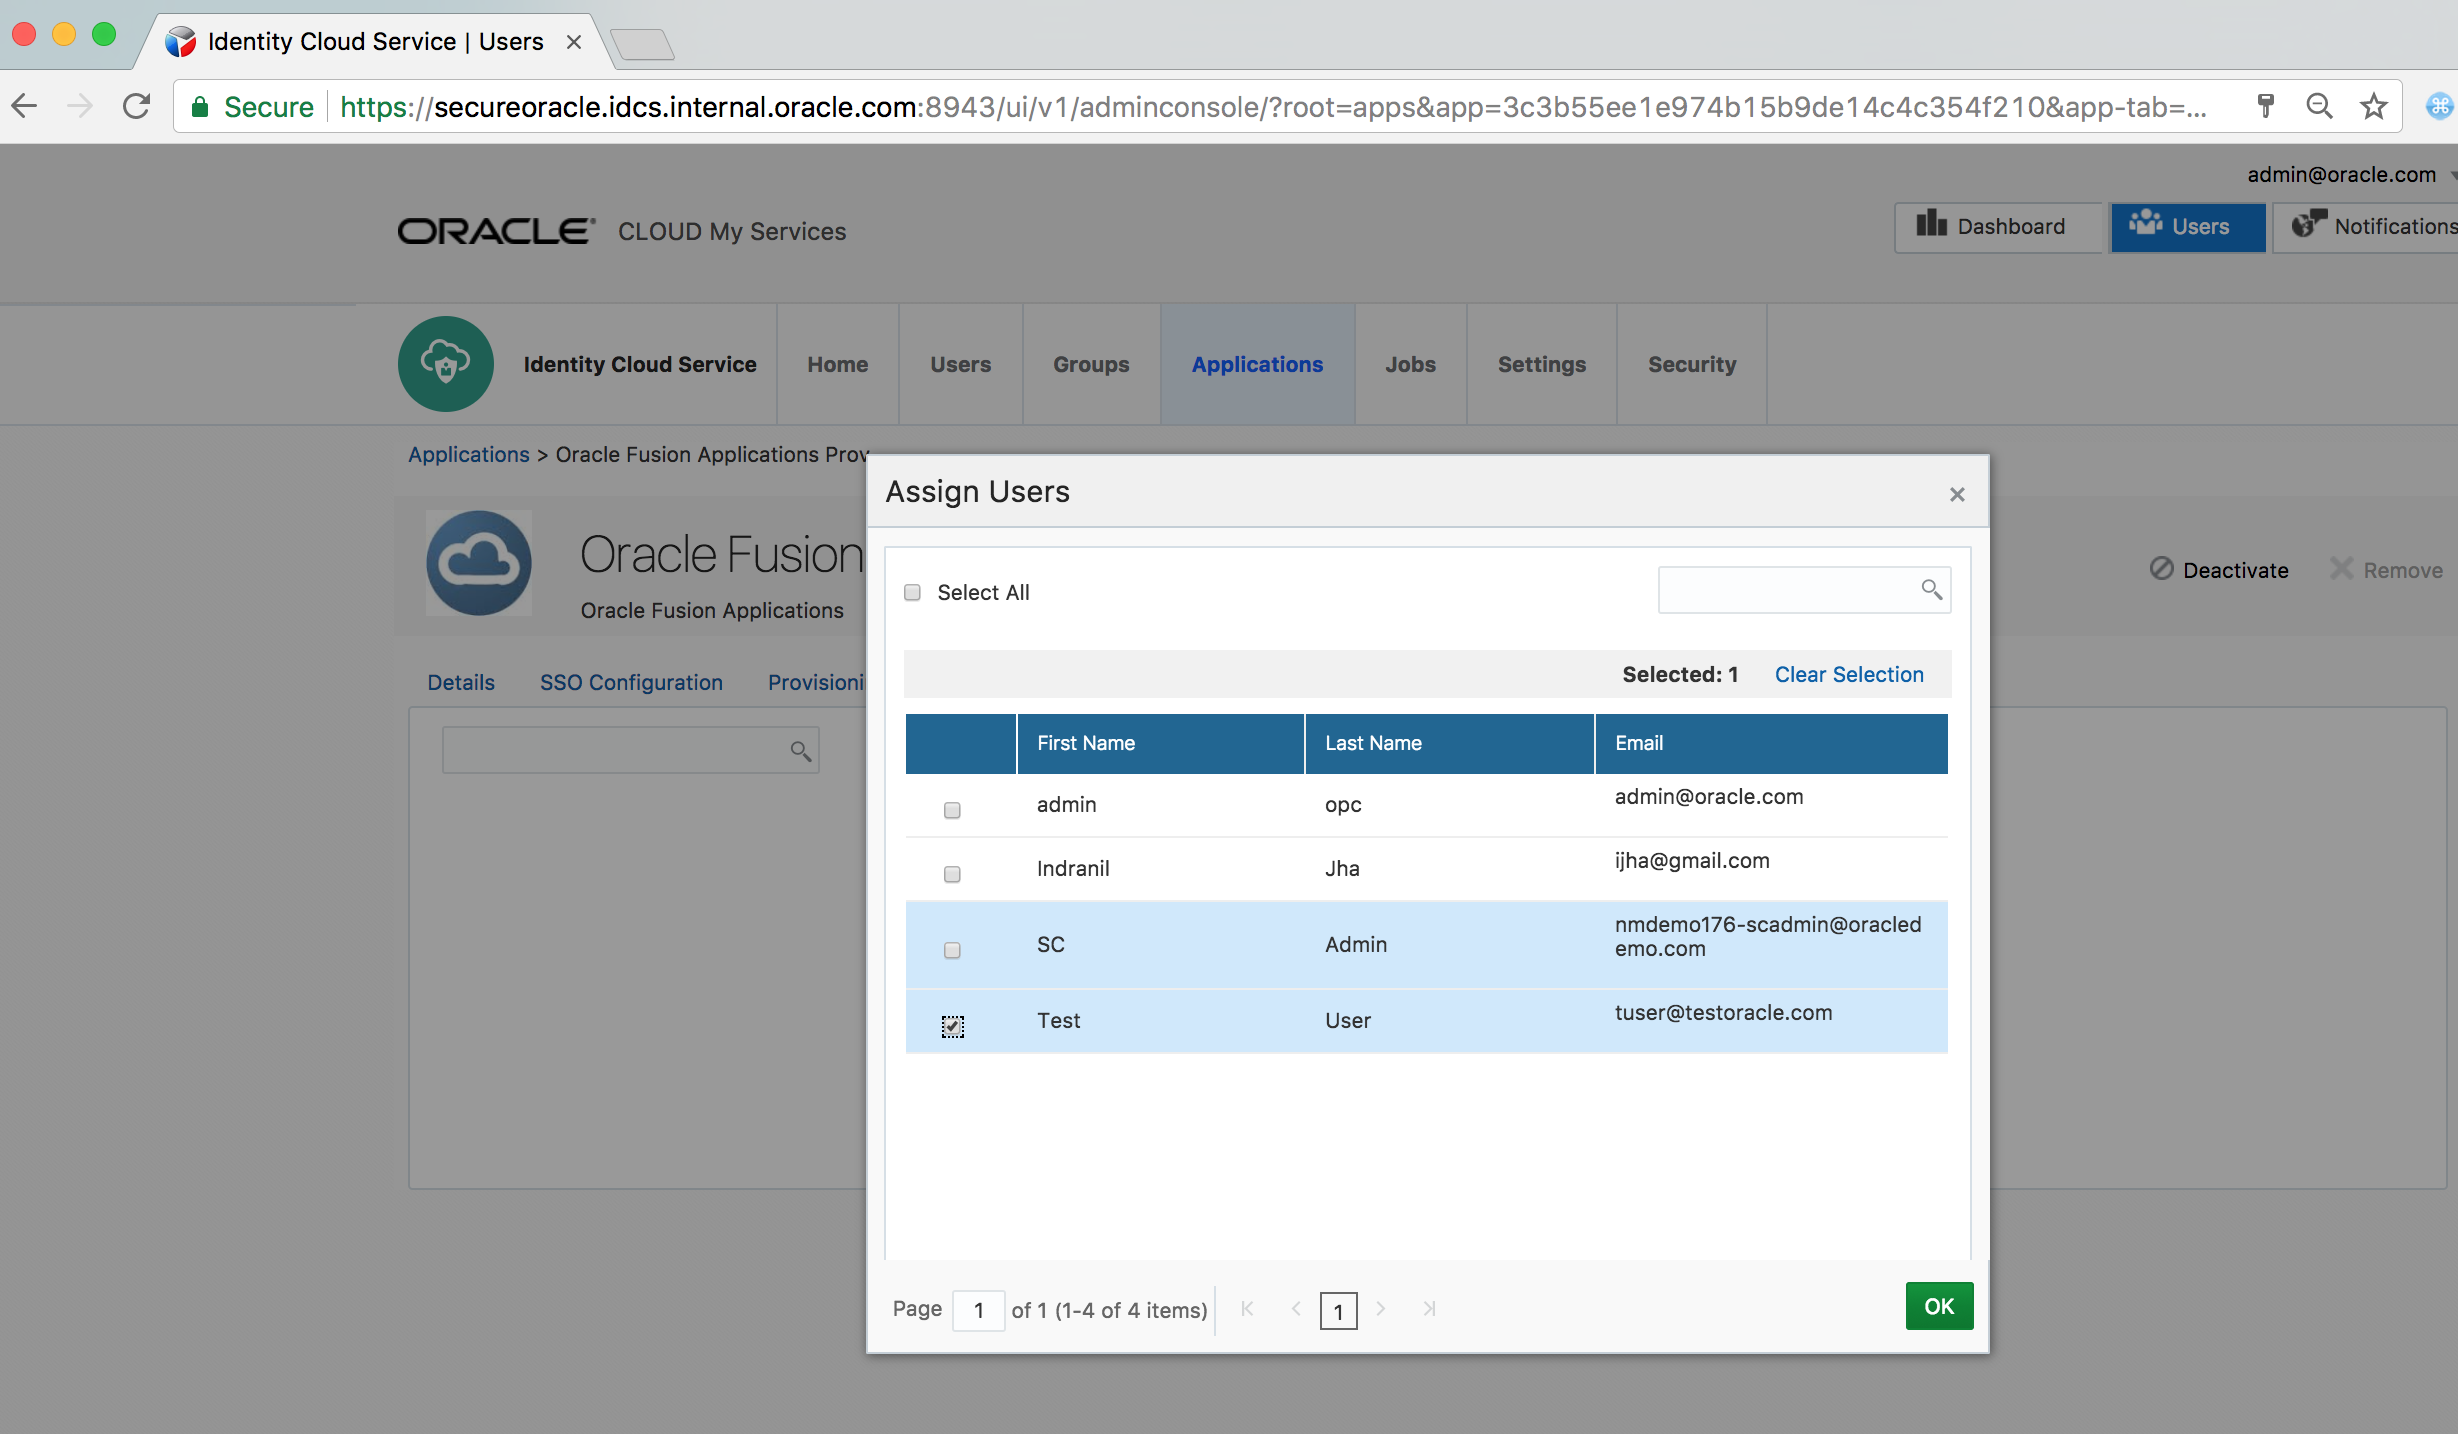 Identity Cloud Service | Users
Secure https://secureoracle.idcs.internal.oracle.com:8943/ui/v1/adminconsole/?root=apps&app=3c3b55ee1e974b15b9de14c4c354f210&app-tab=...
admin@oracle.com
ORACLE CLOUD My Services
Dashboard Users Notifications
Identity Cloud Service Home Users Groups Applications Jobs Settings Security
Applications > Oracle Fusion Applications Prov
Oracle Fusion
Oracle Fusion Applications
Deactivate Remove
Details SSO Configuration Provisioni
Assign Users
Select All
Selected: 1 Clear Selection
First Name Last Name Email
admin opc admin@oracle.com
Indranil Jha ijha@gmail.com
SC Admin nmdemo176-scadmin@oracled
emo.com
Test User tuser@testoracle.com
Page 1 of 1 (1-4 of 4 items) 1
OK